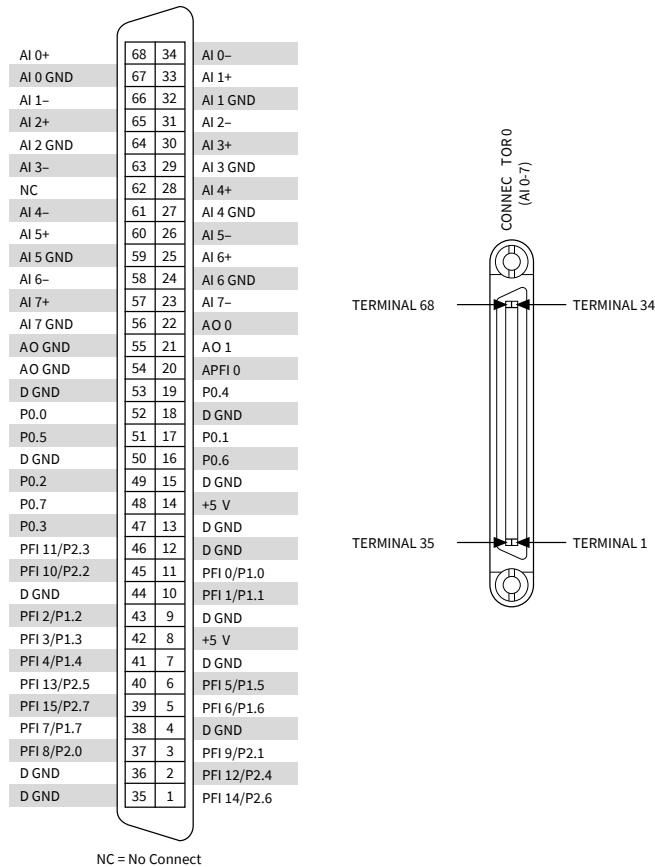 AI 0+ 68 34 AI 0–
AI 0 GND 67 33 AI 1+
AI 1– 66 32 AI 1 GND
AI 2+ 65 31 AI 2–
AI 2 GND 64 30 AI 3+
AI 3– 63 29 AI 3 GND
NC 62 28 AI 4+
AI 4– 61 27 AI 4 GND
AI 5+ 60 26 AI 5–
AI 5 GND 59 25 AI 6+
AI 6– 58 24 AI 6 GND
AI 7+ 57 23 AI 7–
AI 7 GND 56 22 AO 0
AO GND 55 21 AO 1
AO GND 54 20 APFI 0
D GND 53 19 P0.4
P0.0 52 18 D GND
P0.5 51 17 P0.1
D GND 50 16 P0.6
P0.2 49 15 D GND
P0.7 48 14 +5 V
P0.3 47 13 D GND
PFI 11/P2.3 46 12 D GND
PFI 10/P2.2 45 11 PFI 0/P1.0
D GND 44 10 PFI 1/P1.1
PFI 2/P1.2 43 9 D GND
PFI 3/P1.3 42 8 +5 V
PFI 4/P1.4 41 7 D GND
PFI 13/P2.5 40 6 PFI 5/P1.5
PFI 15/P2.7 39 5 PFI 6/P1.6
PFI 7/P1.7 38 4 D GND
PFI 8/P2.0 37 3 PFI 9/P2.1
D GND 36 2 PFI 12/P2.4
D GND 35 1 PFI 14/P2.6
NC = No Connect
CONNEC TOR 0
(AI 0-7)
TERMINAL 68 TERMINAL 34
TERMINAL 35 TERMINAL 1